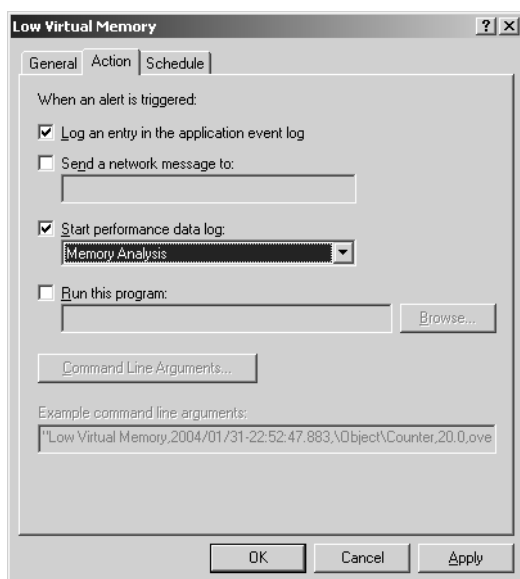 Low Virtual Memory
General Action Schedule
When an alert is triggered:
Log an entry in the application event log
Send a network message to:
Start performance data log:
Memory Analysis
Run this program:
Browse...
Command Line Arguments...
Example command line arguments:
"Low Virtual Memory,2004/01/31-22:52:47.883,\Object\Counter,20.0,ove
OK Cancel Apply